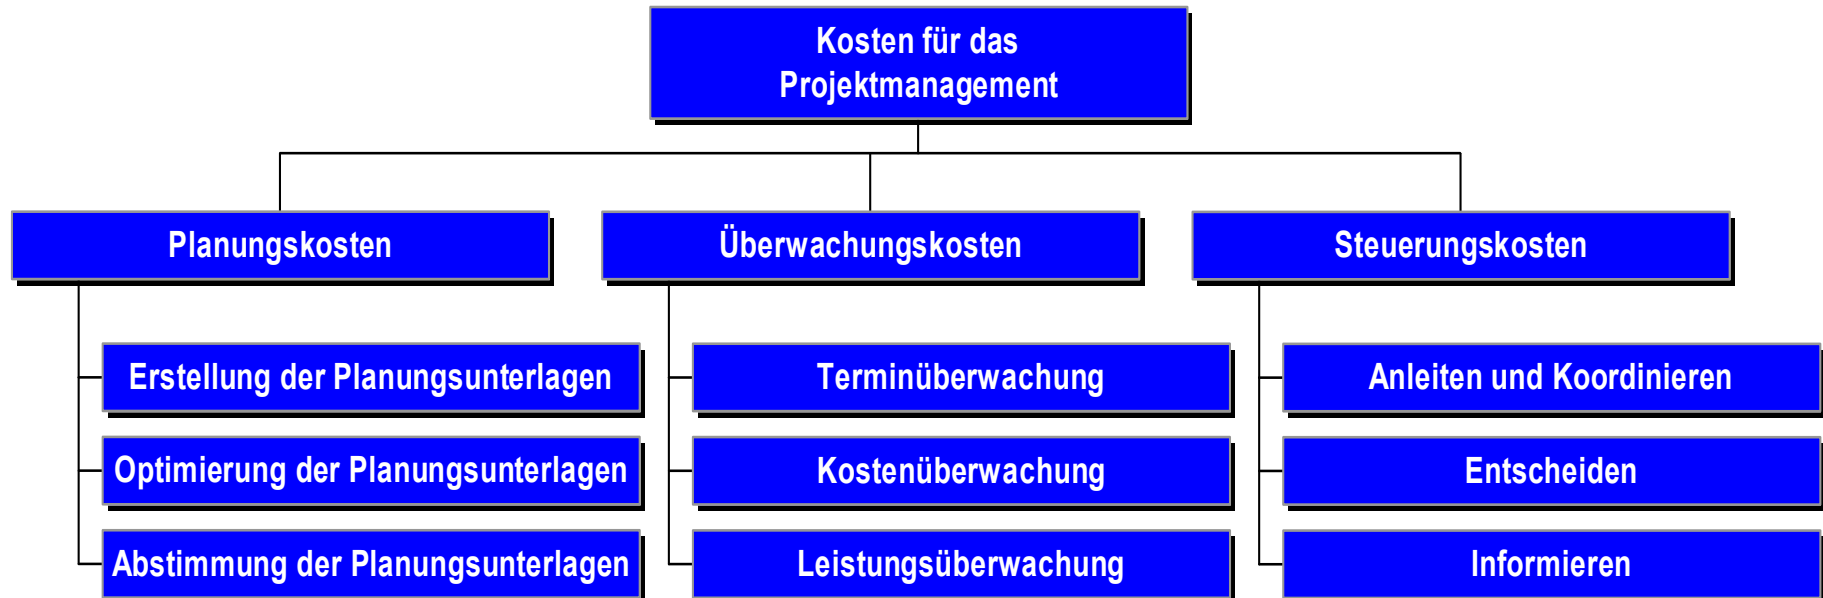 Kosten für das
Projektmanagement
Planungskosten
Überwachungskosten
Steuerungskosten
Erstellung der Planungsunterlagen
Terminüberwachung
Anleiten und Koordinieren
Optimierung der Planungsunterlagen
Kostenüberwachung
Entscheiden
Abstimmung der Planungsunterlagen
Leistungsüberwachung
Informieren